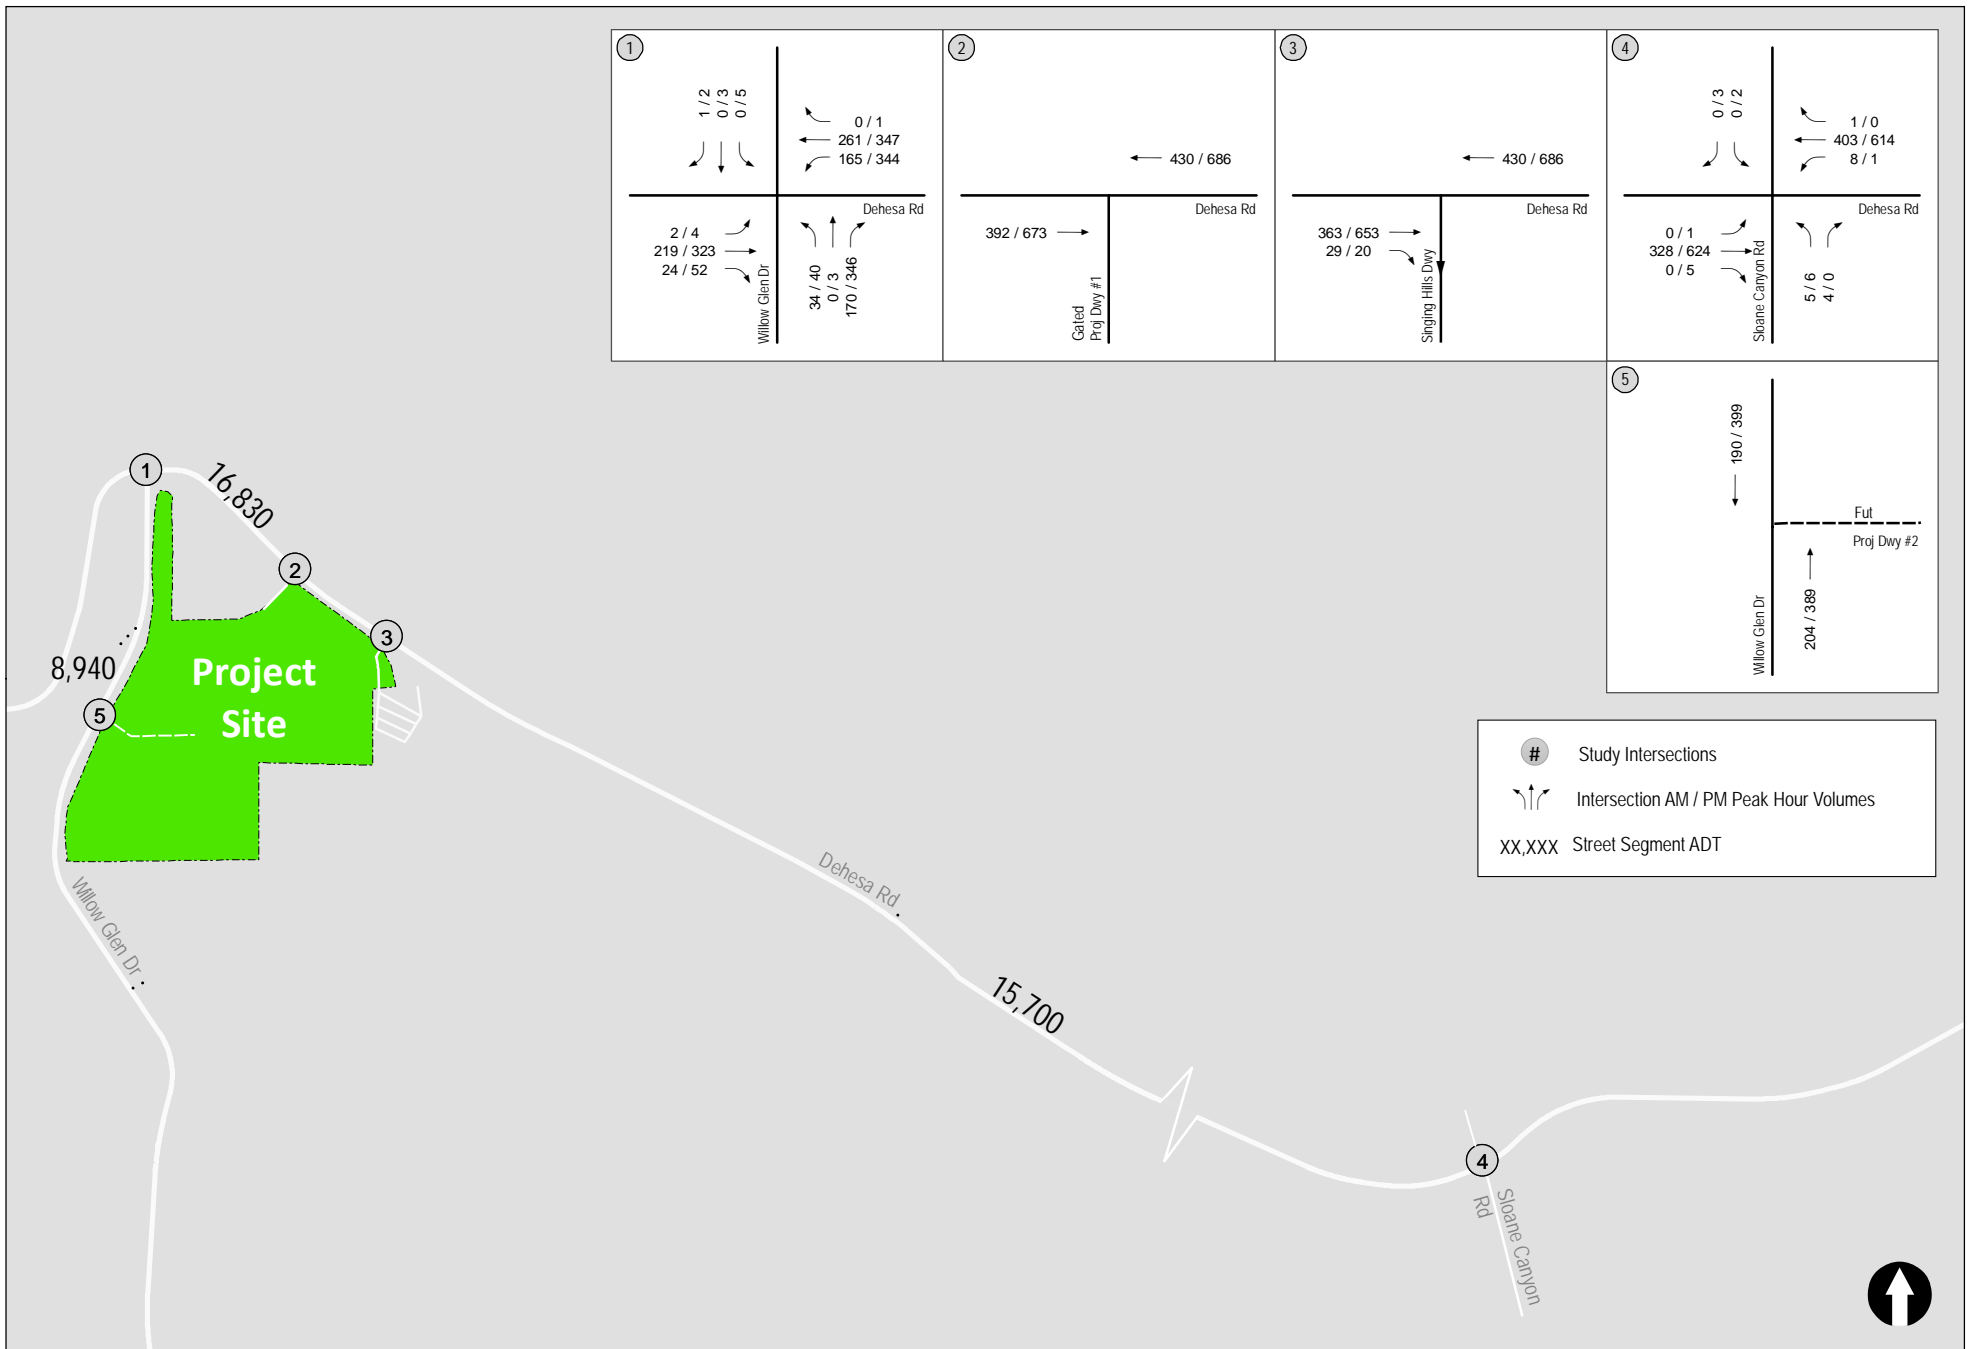 1
1 / 2
0 / 3
0 / 5
0 / 1
261 / 347
165 / 344
Dehesa Rd
2 / 4
219 / 323
24 / 52
Willow Glen Dr
34 / 40
0 / 3
170 / 346
2
430 / 686
Dehesa Rd
392 / 673
Gated
Proj Dwy #1
3
430 / 686
Dehesa Rd
363 / 653
29 / 20
Singing Hills Dwy
4
0 / 3
0 / 2
1 / 0
403 / 614
8 / 1
Dehesa Rd
0 / 1
328 / 624
0 / 5
Sloane Canyon Rd
5 / 6
4 / 0
5
190 / 399
Fut
Proj Dwy #2
Willow Glen Dr
204 / 389
# Study Intersections
Intersection AM / PM Peak Hour Volumes
XX,XXX Street Segment ADT
1
16,830
2
3
8,940
Project
Site
5
Willow Glen Dr
Dehesa Rd
15,700
4
Sloane Canyon
Rd